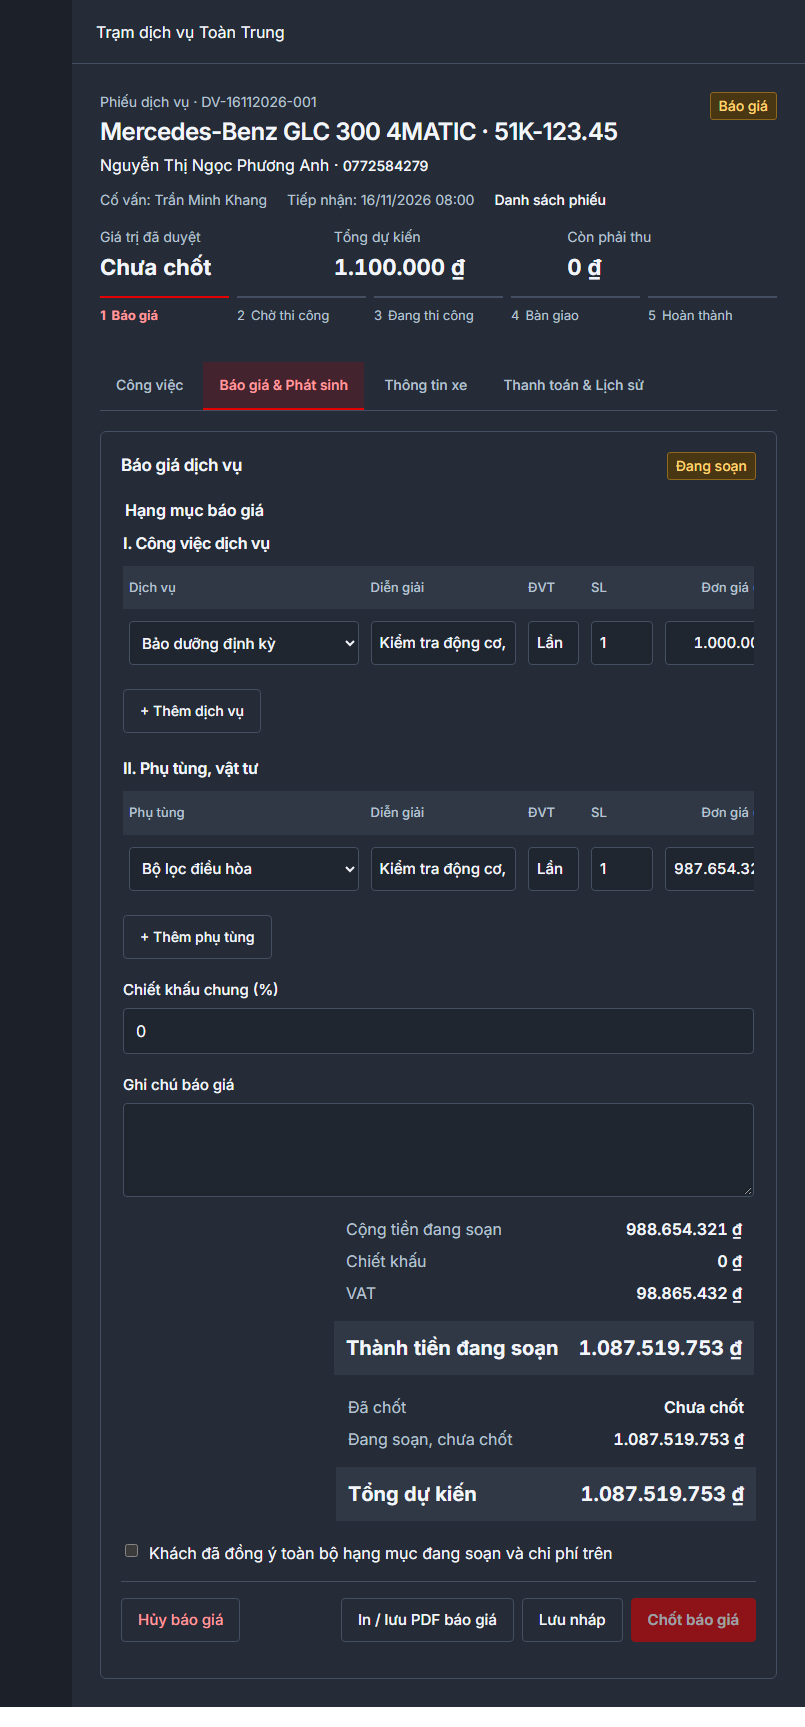 Trạm dịch vụ Toàn Trung
Phiếu dịch vụ · DV-16112026-001
Báo giá
Mercedes-Benz GLC 300 4MATIC · 51K-123.45
Nguyễn Thị Ngọc Phương Anh · 0772584279
Cố vấn: Trần Minh Khang Tiếp nhận: 16/11/2026 08:00 Danh sách phiếu
Giá trị đã duyệt Tổng dự kiến Còn phải thu
Chưa chốt 1.100.000 ₫ 0 ₫
1 Báo giá 2 Chờ thi công 3 Đang thi công 4 Bàn giao 5 Hoàn thành
Công việc Báo giá & Phát sinh Thông tin xe Thanh toán & Lịch sử
Báo giá dịch vụ Đang soạn
Hạng mục báo giá
I. Công việc dịch vụ
Dịch vụ Diễn giải ĐVT SL Đơn giá
Bảo dưỡng định kỳ Kiểm tra động cơ, Lần 1 1.000.00
+ Thêm dịch vụ
II. Phụ tùng, vật tư
Phụ tùng Diễn giải ĐVT SL Đơn giá
Bộ lọc điều hòa Kiểm tra động cơ, Lần 1 987.654.32
+ Thêm phụ tùng
Chiết khấu chung (%)
0
Ghi chú báo giá
Cộng tiền đang soạn 988.654.321 ₫
Chiết khấu 0 ₫
VAT 98.865.432 ₫
Thành tiền đang soạn 1.087.519.753 ₫
Đã chốt Chưa chốt
Đang soạn, chưa chốt 1.087.519.753 ₫
Tổng dự kiến 1.087.519.753 ₫
Khách đã đồng ý toàn bộ hạng mục đang soạn và chi phí trên
Hủy báo giá In / lưu PDF báo giá Lưu nháp Chốt báo giá